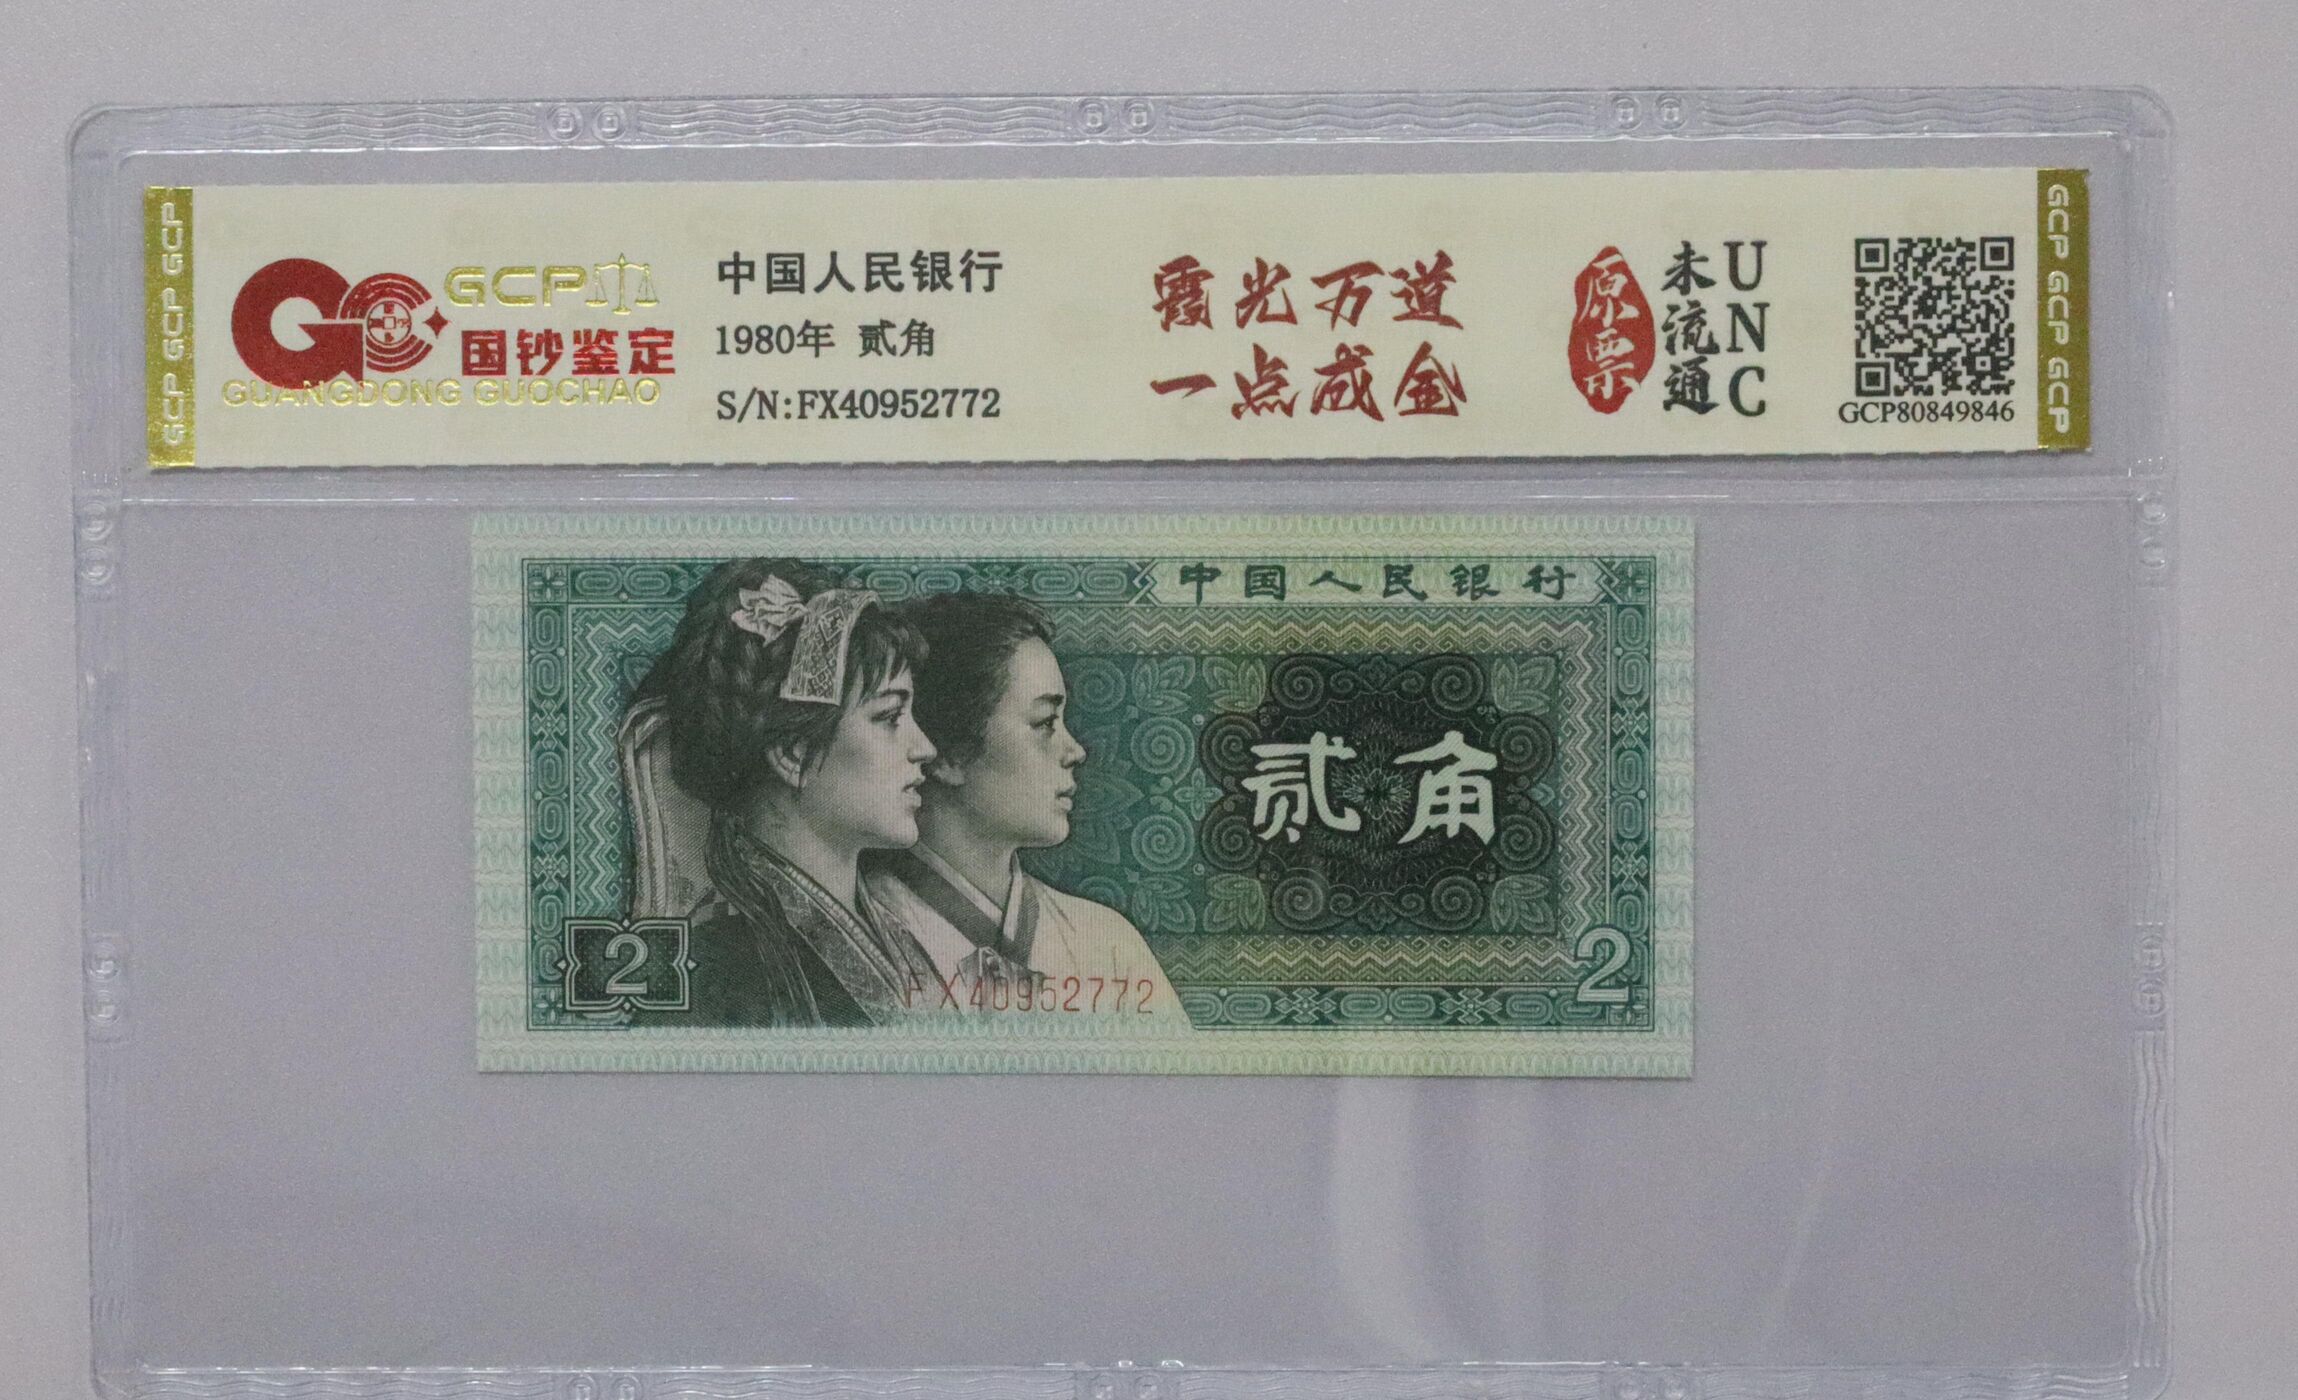 GCP GCP GCP GCP
GCP
国钞鉴定
GUANGDONG GUOCHAO
中国人民银行
1980年 贰角
S/N:FX40952772
霞光万道
一点成金
原票
未流通
UNC
GCP80849846
GCP GCP GCP GCP
中国人民银行
贰角
2
FX40952772
2